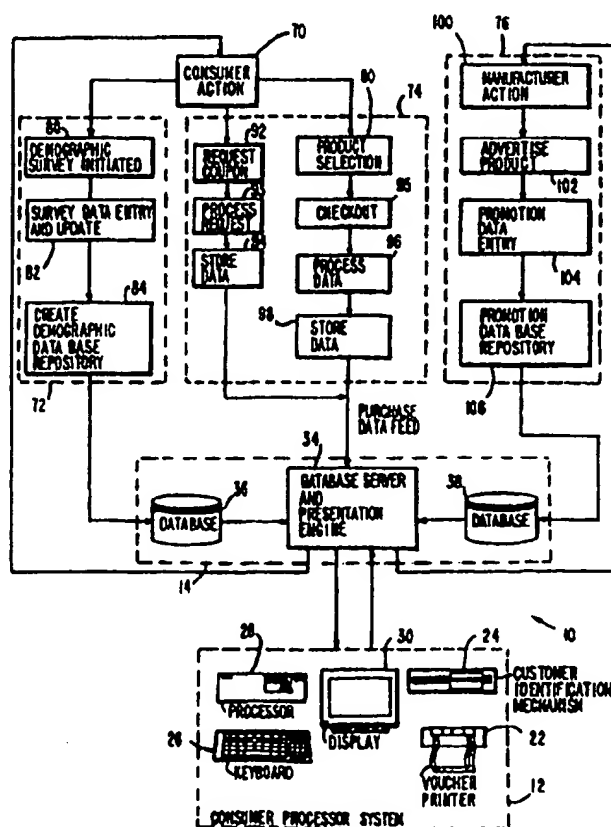 70
CONSUMER
ACTION
100
76
MANUFACTURER
ACTION
80
74
DEMOGRAPHIC
SURVEY INITIATED
92
REQUEST
COUPON
PRODUCT
SELECTION
ADVERTISE
PRODUCT
102
SURVEY DATA ENTRY
AND UPDATE
82
PROCESS
REQUEST
CHECKOUT
95
PROMOTION
DATA
ENTRY
104
STORE
DATA
PROCESS
DATA
96
84
CREATE
DEMOGRAPHIC
DATA BASE
REPOSITORY
72
98
STORE
DATA
PROMOTION
DATA BASE
REPOSITORY
106
PURCHASE
DATA FEED
34
36
DATABASE
DATABASE SERVER
AND
PRESENTATION
ENGINE
38
DATABASE
14
10
28
PROCESSOR
30
DISPLAY
24
CUSTOMER
IDENTIFICATION
MECHANISM
26
KEYBOARD
22
VOUCHER
PRINTER
12
CONSUMER PROCESSOR SYSTEM